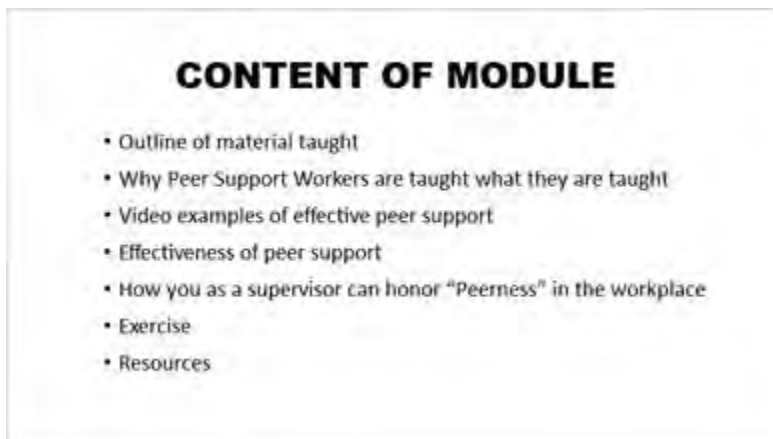 CONTENT OF MODULE
• Outline of material taught
• Why Peer Support Workers are taught what they are taught
• Video examples of effective peer support
• Effectiveness of peer support
• How you as a supervisor can honor “Peerness” in the workplace
• Exercise
• Resources